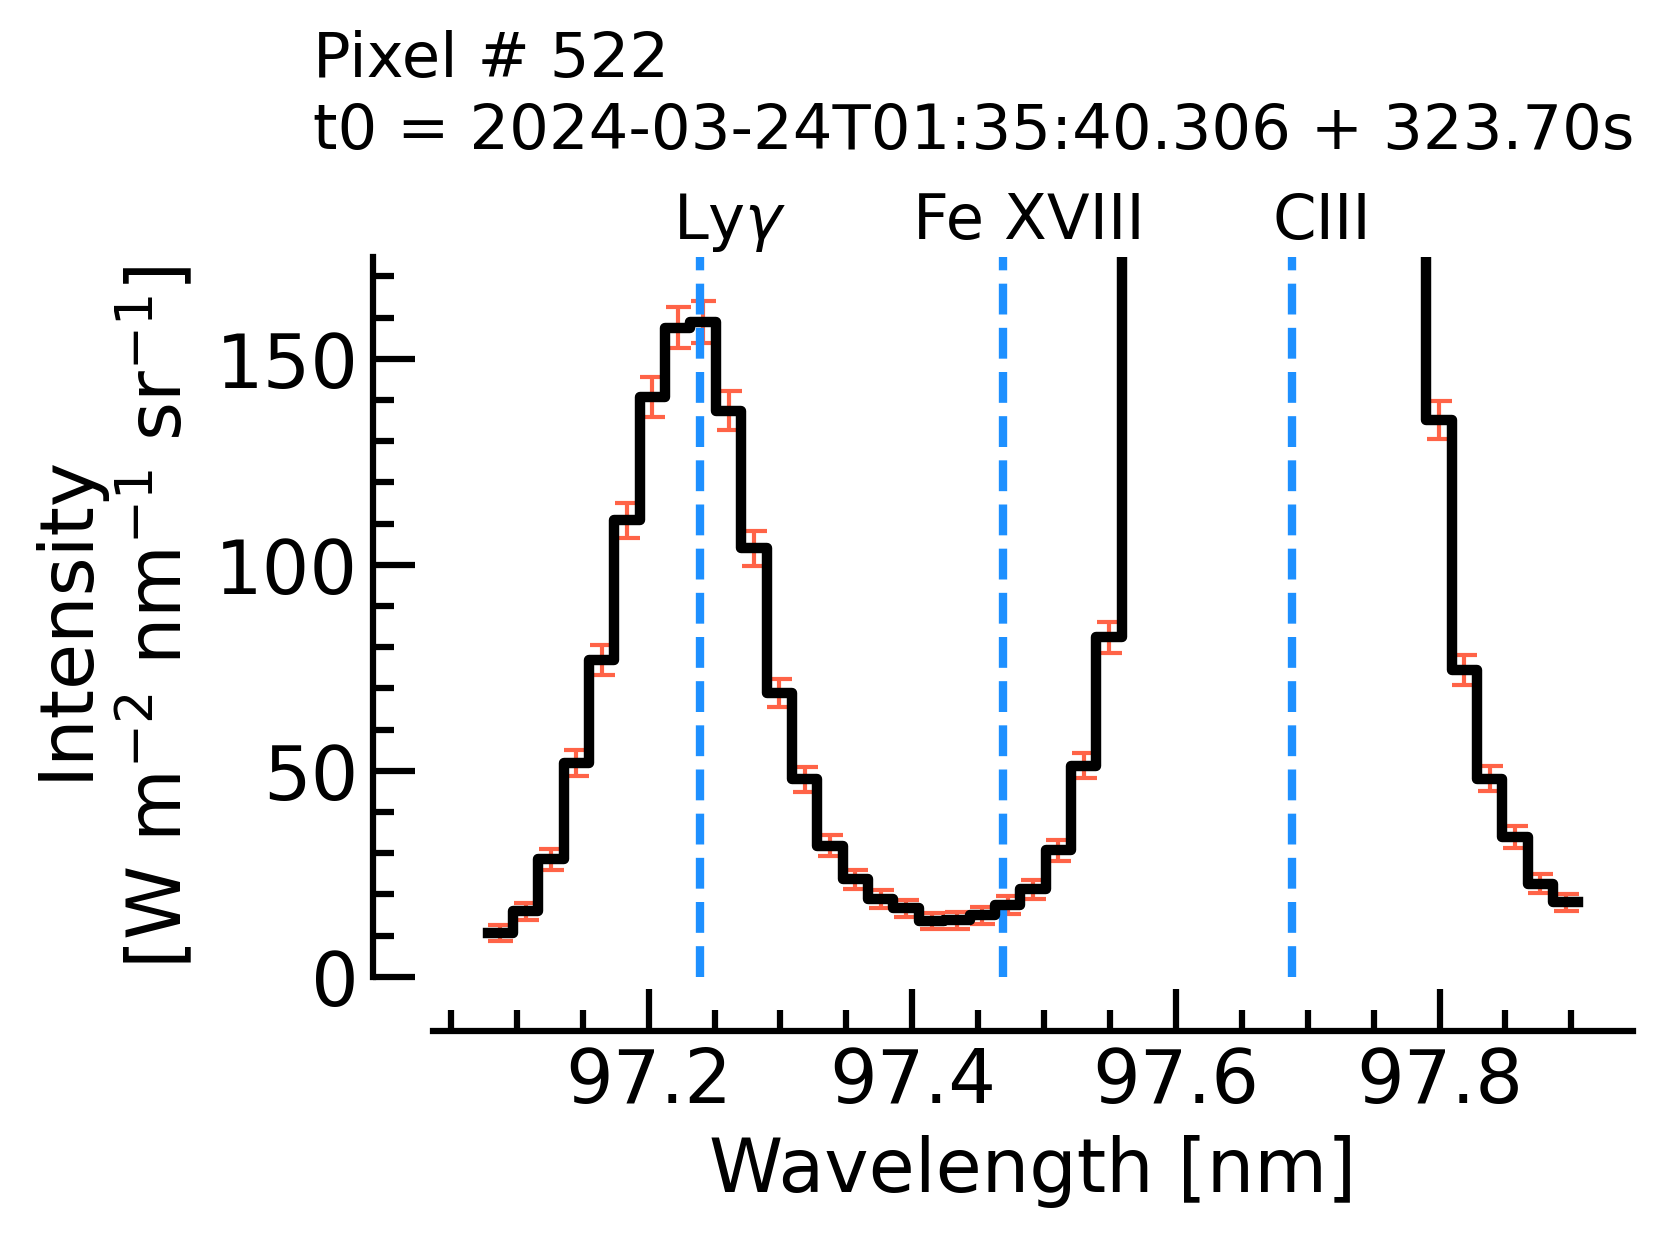 Pixel # 522
t0 = 2024-03-24T01:35:40.306 + 323.70s
Lyγ Fe XVIII CIII
Intensity
[W m⁻² nm⁻¹ sr⁻¹]
150
100
50
0
97.2 97.4 97.6 97.8
Wavelength [nm]